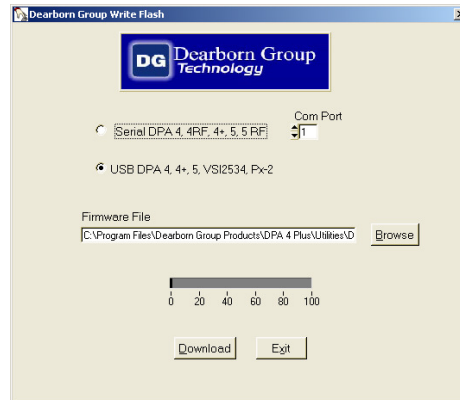 Dearborn Group Write Flash
DG Dearborn Group
Technology
Com Port
Serial DPA 4, 4RF, 4+, 5, 5 RF
1
USB DPA 4, 4+, 5, VSI2534, Px-2
Firmware File
C:\Program Files\Dearborn Group Products\DPA 4 Plus\Utilities\D
Browse
0 20 40 60 80 100
Download Exit